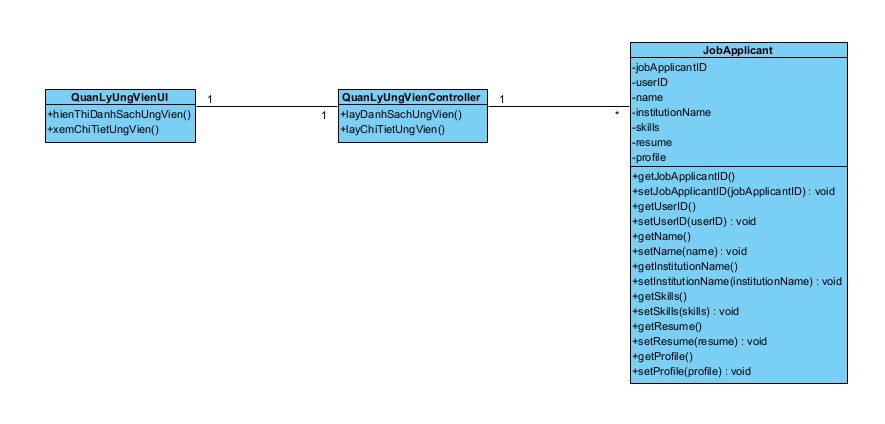 QuanLyUngVienUI
+hienThiDanhSachUngVien()
+xemChiTietUngVien()
1
1
QuanLyUngVienController
+layDanhSachUngVien()
+layChiTietUngVien()
1
*
JobApplicant
-jobApplicantID
-userID
-name
-institutionName
-skills
-resume
-profile
+getJobApplicantID()
+setJobApplicantID(jobApplicantID) : void
+getUserID()
+setUserID(userID) : void
+getName()
+setName(name) : void
+getInstitutionName()
+setInstitutionName(institutionName) : void
+getSkills()
+setSkills(skills) : void
+getResume()
+setResume(resume) : void
+getProfile()
+setProfile(profile) : void